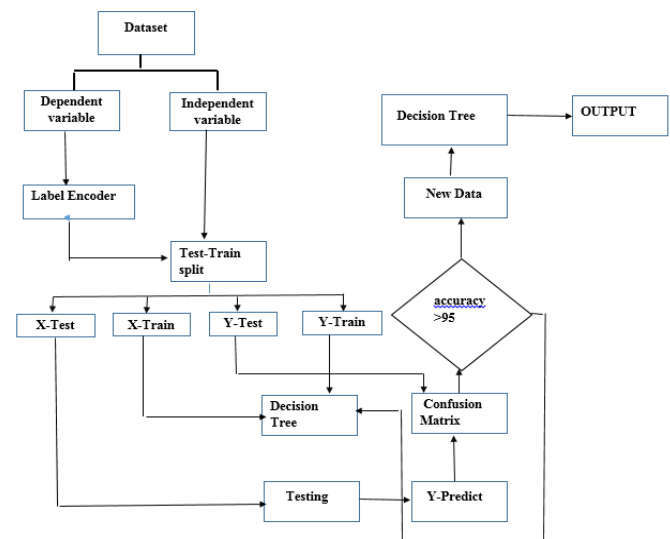 Dataset
Dependent
variable
Independent
variable
Decision Tree
OUTPUT
Label Encoder
New Data
Test-Train
split
accuracy
>95
X-Test
X-Train
Y-Test
Y-Train
Decision
Tree
Confusion
Matrix
Testing
Y-Predict